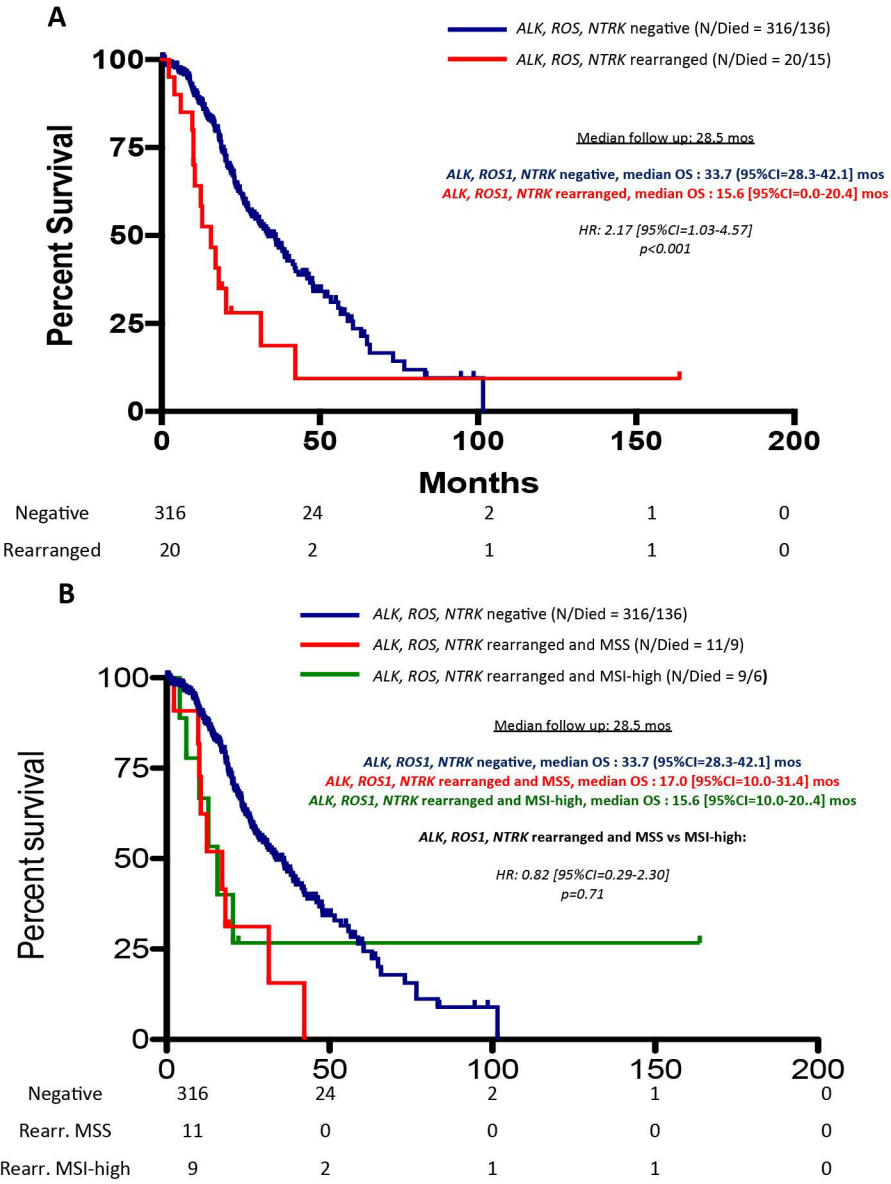 A
ALK, ROS, NTRK negative (N/Died = 316/136)
ALK, ROS, NTRK rearranged (N/Died = 20/15)
Median follow up: 28.5 mos
ALK, ROS1, NTRK negative, median OS : 33.7 (95%CI=28.3-42.1] mos
ALK, ROS1, NTRK rearranged, median OS : 15.6 [95%CI=0.0-20.4] mos
HR: 2.17 [95%CI=1.03-4.57]
p<0.001
Percent Survival
100
75
50
25
0
0 50 100 150 200
Months
Negative 316 24 2 1 0
Rearranged 20 2 1 1 0
B
ALK, ROS, NTRK negative (N/Died = 316/136)
ALK, ROS, NTRK rearranged and MSS (N/Died = 11/9)
ALK, ROS, NTRK rearranged and MSI-high (N/Died = 9/6)
Median follow up: 28.5 mos
ALK, ROS1, NTRK negative, median OS : 33.7 (95%CI=28.3-42.1] mos
ALK, ROS1, NTRK rearranged and MSS, median OS : 17.0 [95%CI=10.0-31.4] mos
ALK, ROS1, NTRK rearranged and MSI-high, median OS : 15.6 [95%CI=10.0-20..4] mos
ALK, ROS1, NTRK rearranged and MSS vs MSI-high:
HR: 0.82 [95%CI=0.29-2.30]
p=0.71
Percent survival
100
75
50
25
0
0 50 100 150 200
Negative 316 24 2 1 0
Rearr. MSS 11 0 0 0 0
Rearr. MSI-high 9 2 1 1 0